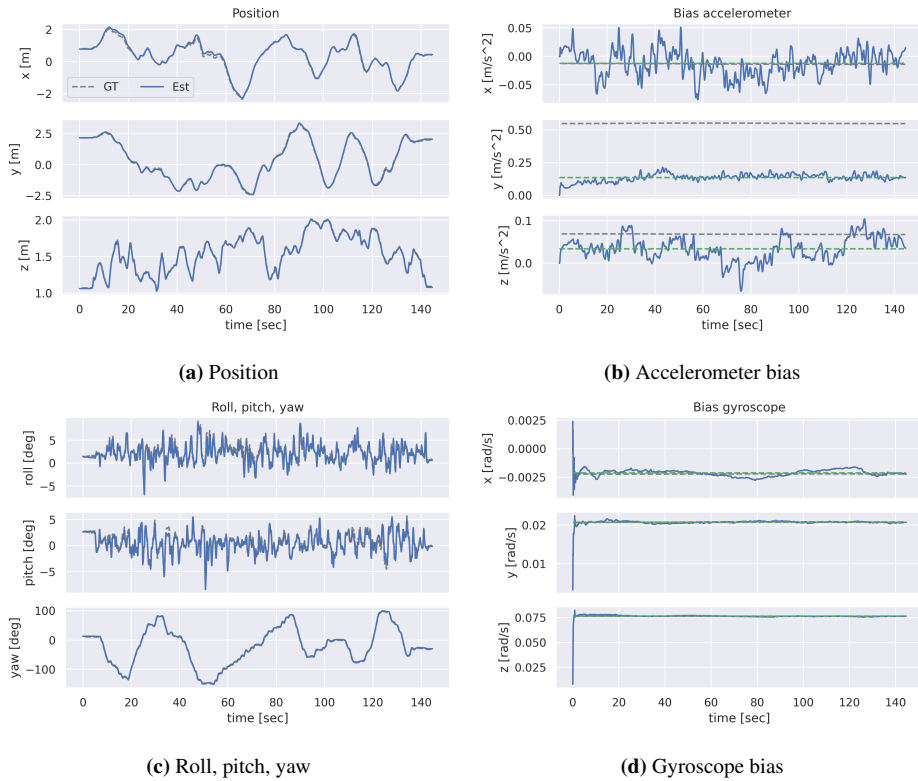 Position
2
0
−2
x [m]
GT
Est
2.5
0.0
−2.5
y [m]
2.0
1.5
1.0
z [m]
0 20 40 60 80 100 120 140
time [sec]
(a) Position
Bias accelerometer
0.05
0.00
−0.05
x [m/s^2]
0.50
0.25
0.00
y [m/s^2]
0.1
0.0
z [m/s^2]
0 20 40 60 80 100 120 140
time [sec]
(b) Accelerometer bias
Roll, pitch, yaw
5
0
−5
roll [deg]
5
0
−5
pitch [deg]
100
0
−100
yaw [deg]
0 20 40 60 80 100 120 140
time [sec]
(c) Roll, pitch, yaw
Bias gyroscope
0.0025
0.0000
−0.0025
x [rad/s]
0.02
0.01
y [rad/s]
0.075
0.050
0.025
z [rad/s]
0 20 40 60 80 100 120 140
time [sec]
(d) Gyroscope bias